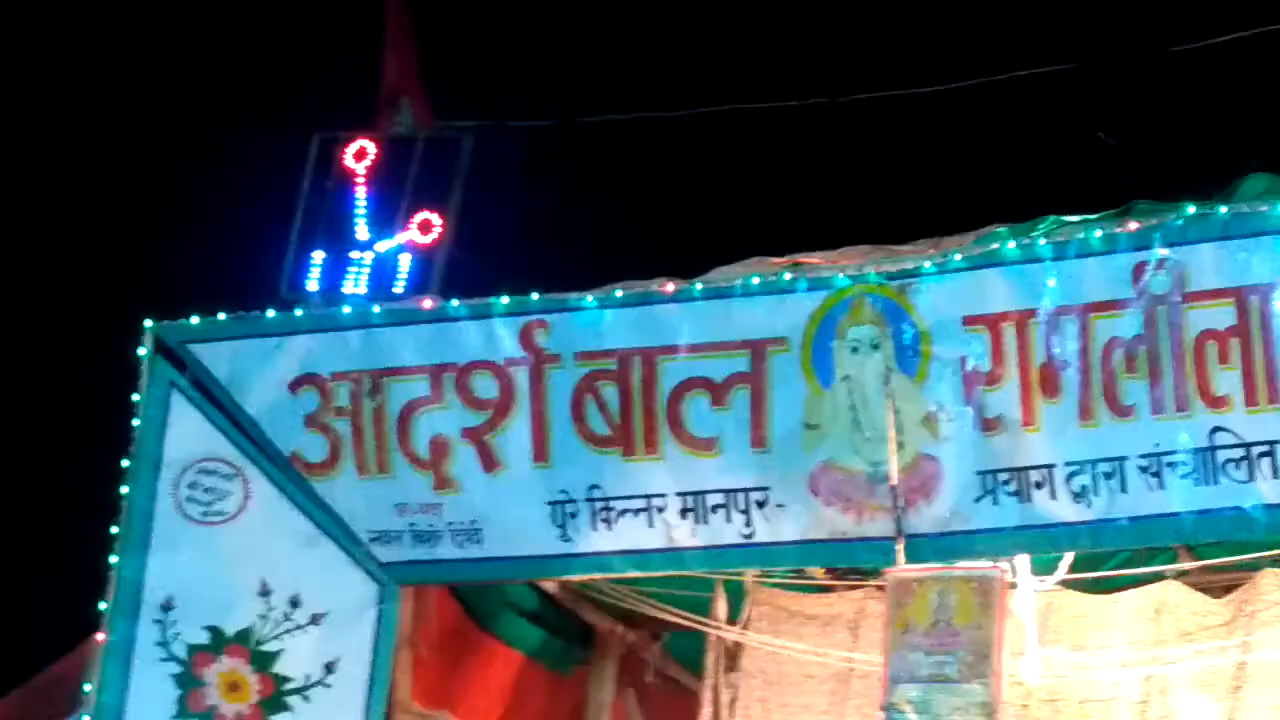 आदर्श बाल रामलीला
पूरे किन्नर मानपुर-
प्रयाग द्वारा संचालित